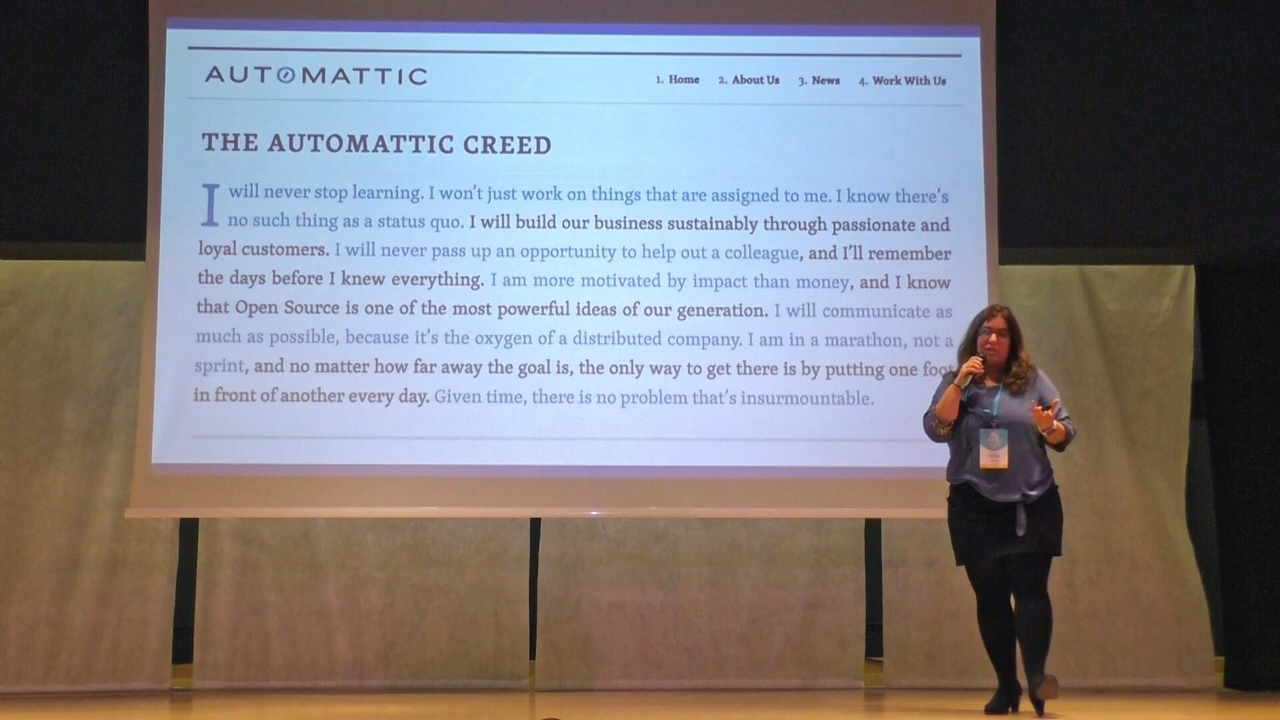 AUTOMATTIC
1. Home 2. About Us 3. News 4. Work With Us
THE AUTOMATTIC CREED
I will never stop learning. I won't just work on things that are assigned to me. I know there's
no such thing as a status quo. I will build our business sustainably through passionate and
loyal customers. I will never pass up an opportunity to help out a colleague, and I'll remember
the days before I knew everything. I am more motivated by impact than money, and I know
that Open Source is one of the most powerful ideas of our generation. I will communicate as
much as possible, because it's the oxygen of a distributed company. I am in a marathon, not a
sprint, and no matter how far away the goal is, the only way to get there is by putting one foot
in front of another every day. Given time, there is no problem that's insurmountable.